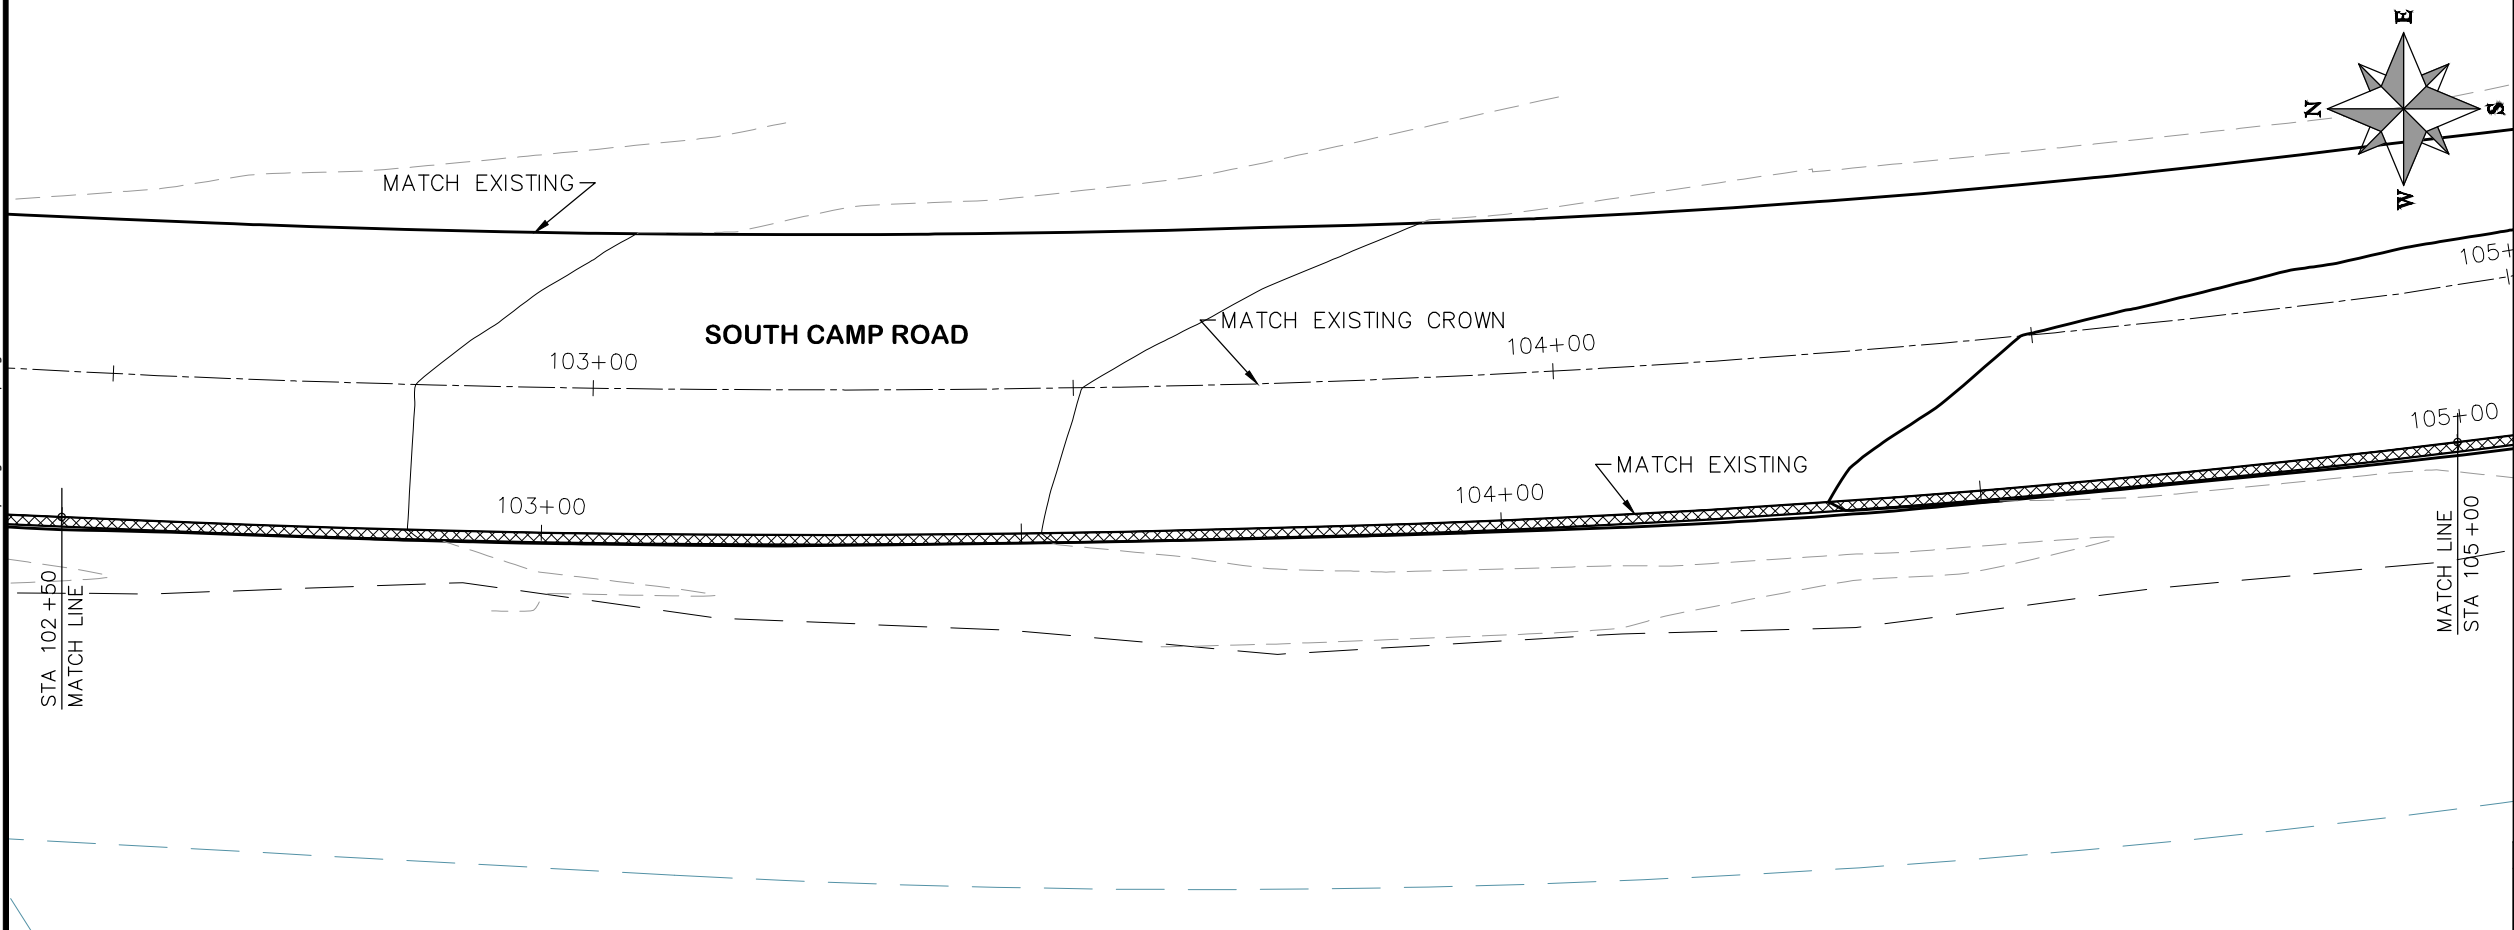 E
N
S
W
MATCH EXISTING
SOUTH CAMP ROAD
MATCH EXISTING CROWN
103+00
104+00
105+
MATCH EXISTING
103+00
104+00
105+00
STA 102+50
MATCH LINE
MATCH LINE
STA 105+00